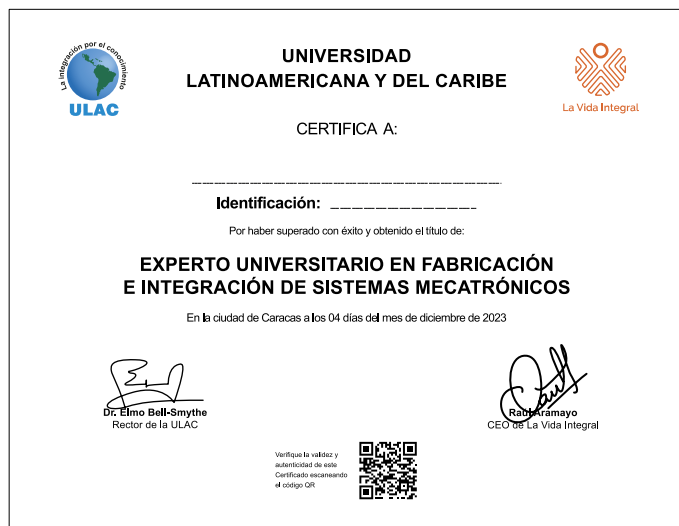 La integración por el conocimiento
ULAC
UNIVERSIDAD
LATINOAMERICANA Y DEL CARIBE
La Vida Integral
CERTIFICA A:
Identificación:
Por haber superado con éxito y obtenido el título de:
EXPERTO UNIVERSITARIO EN FABRICACIÓN
E INTEGRACIÓN DE SISTEMAS MECATRÓNICOS
En la ciudad de Caracas a los 04 días del mes de diciembre de 2023
Dr. Elmo Bell-Smythe
Rector de la ULAC
Raúl Aramayo
CEO de La Vida Integral
Verifique la validez y
autenticidad de este
Certificado escaneando
el código QR